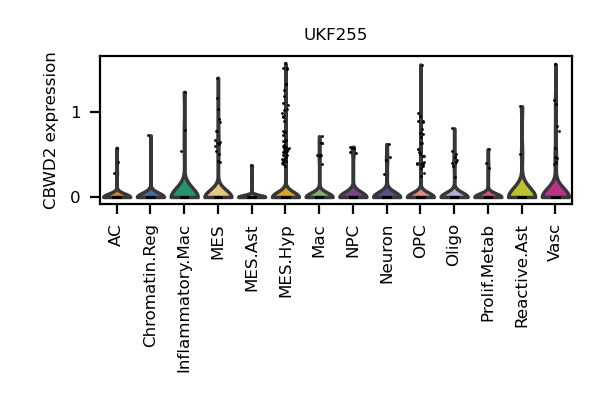 UKF255
CBWD2 expression
1
0
AC
Chromatin.Reg
Inflammatory.Mac
MES
MES.Ast
MES.Hyp
Mac
NPC
Neuron
OPC
Oligo
Prolif.Metab
Reactive.Ast
Vasc